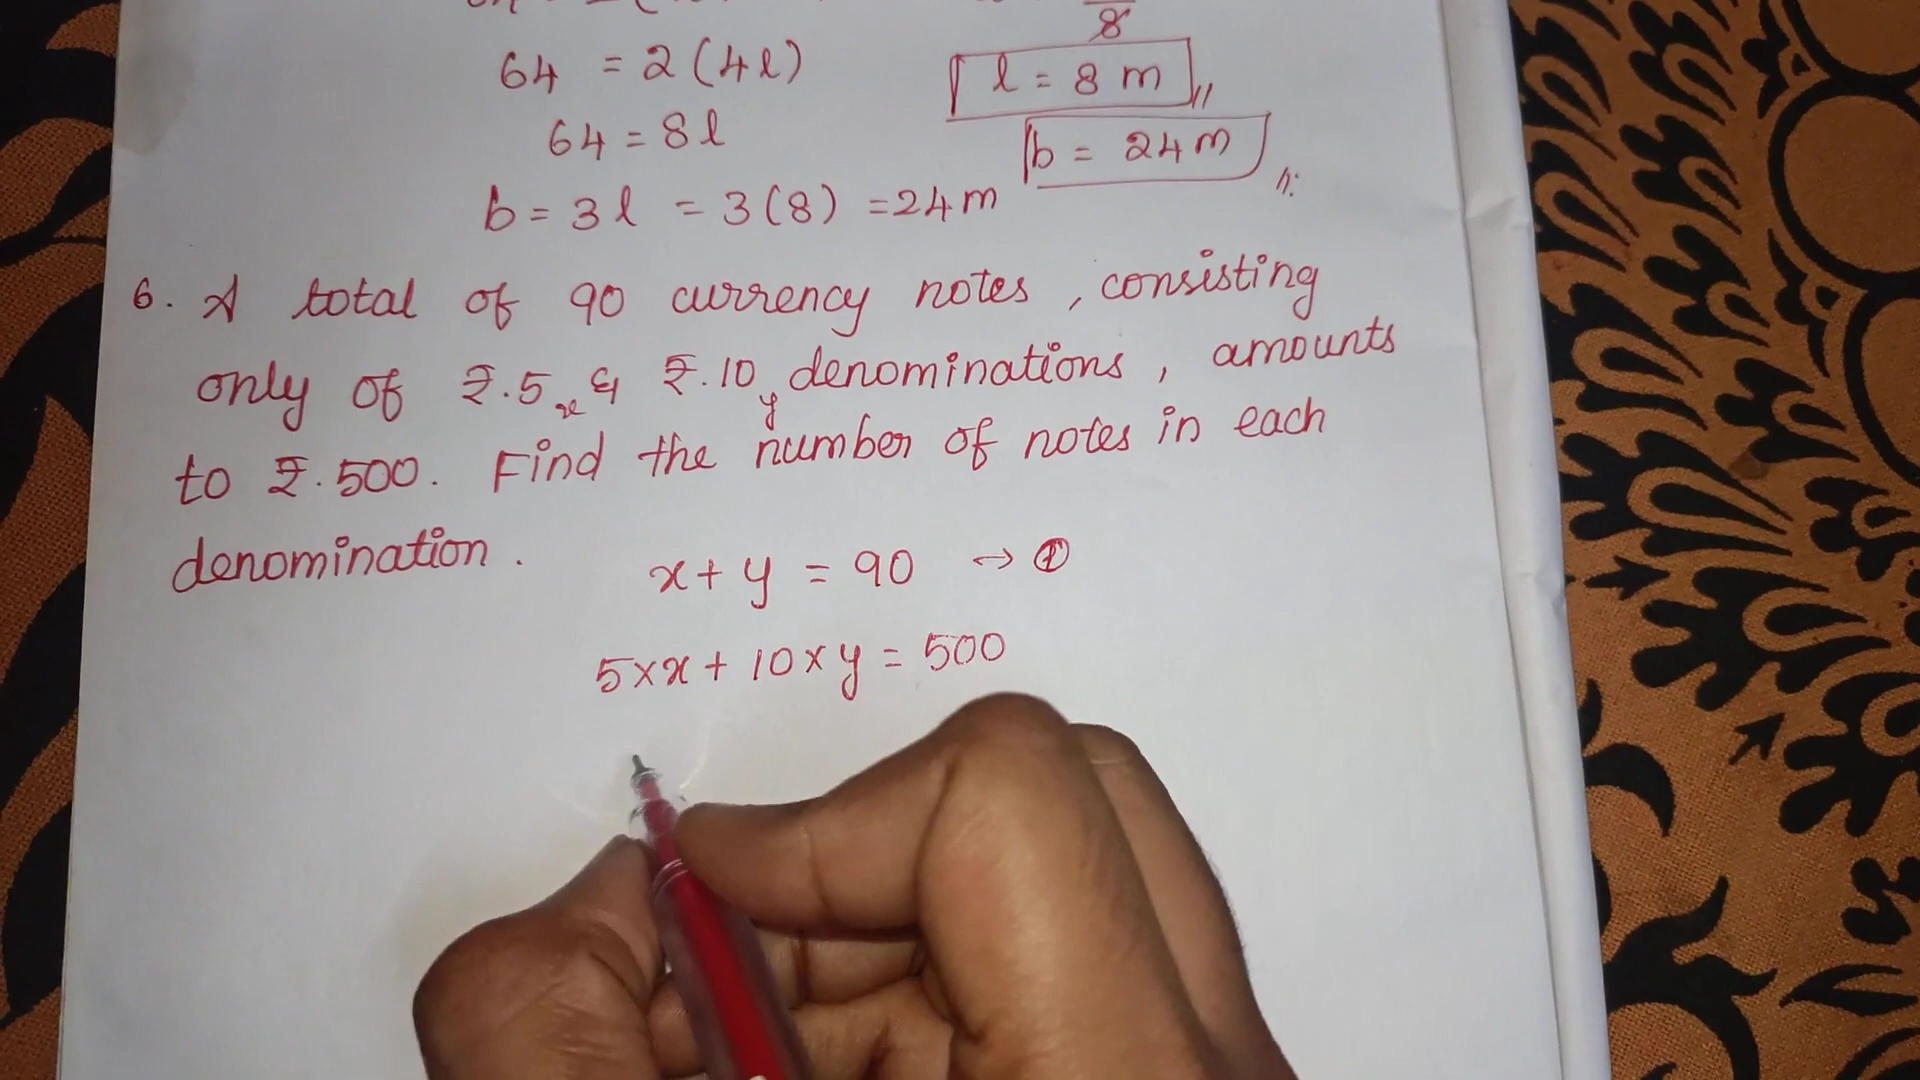 8
64 = 2(4l)
l = 8 m
64 = 8l
b = 24m
b = 3l = 3(8) = 24m
6. A total of 90 currency notes, consisting
only of ₹.5 x & ₹.10 y denominations, amounts
to ₹.500. Find the number of notes in each
denomination.
x + y = 90 → ①
5×x + 10×y = 500